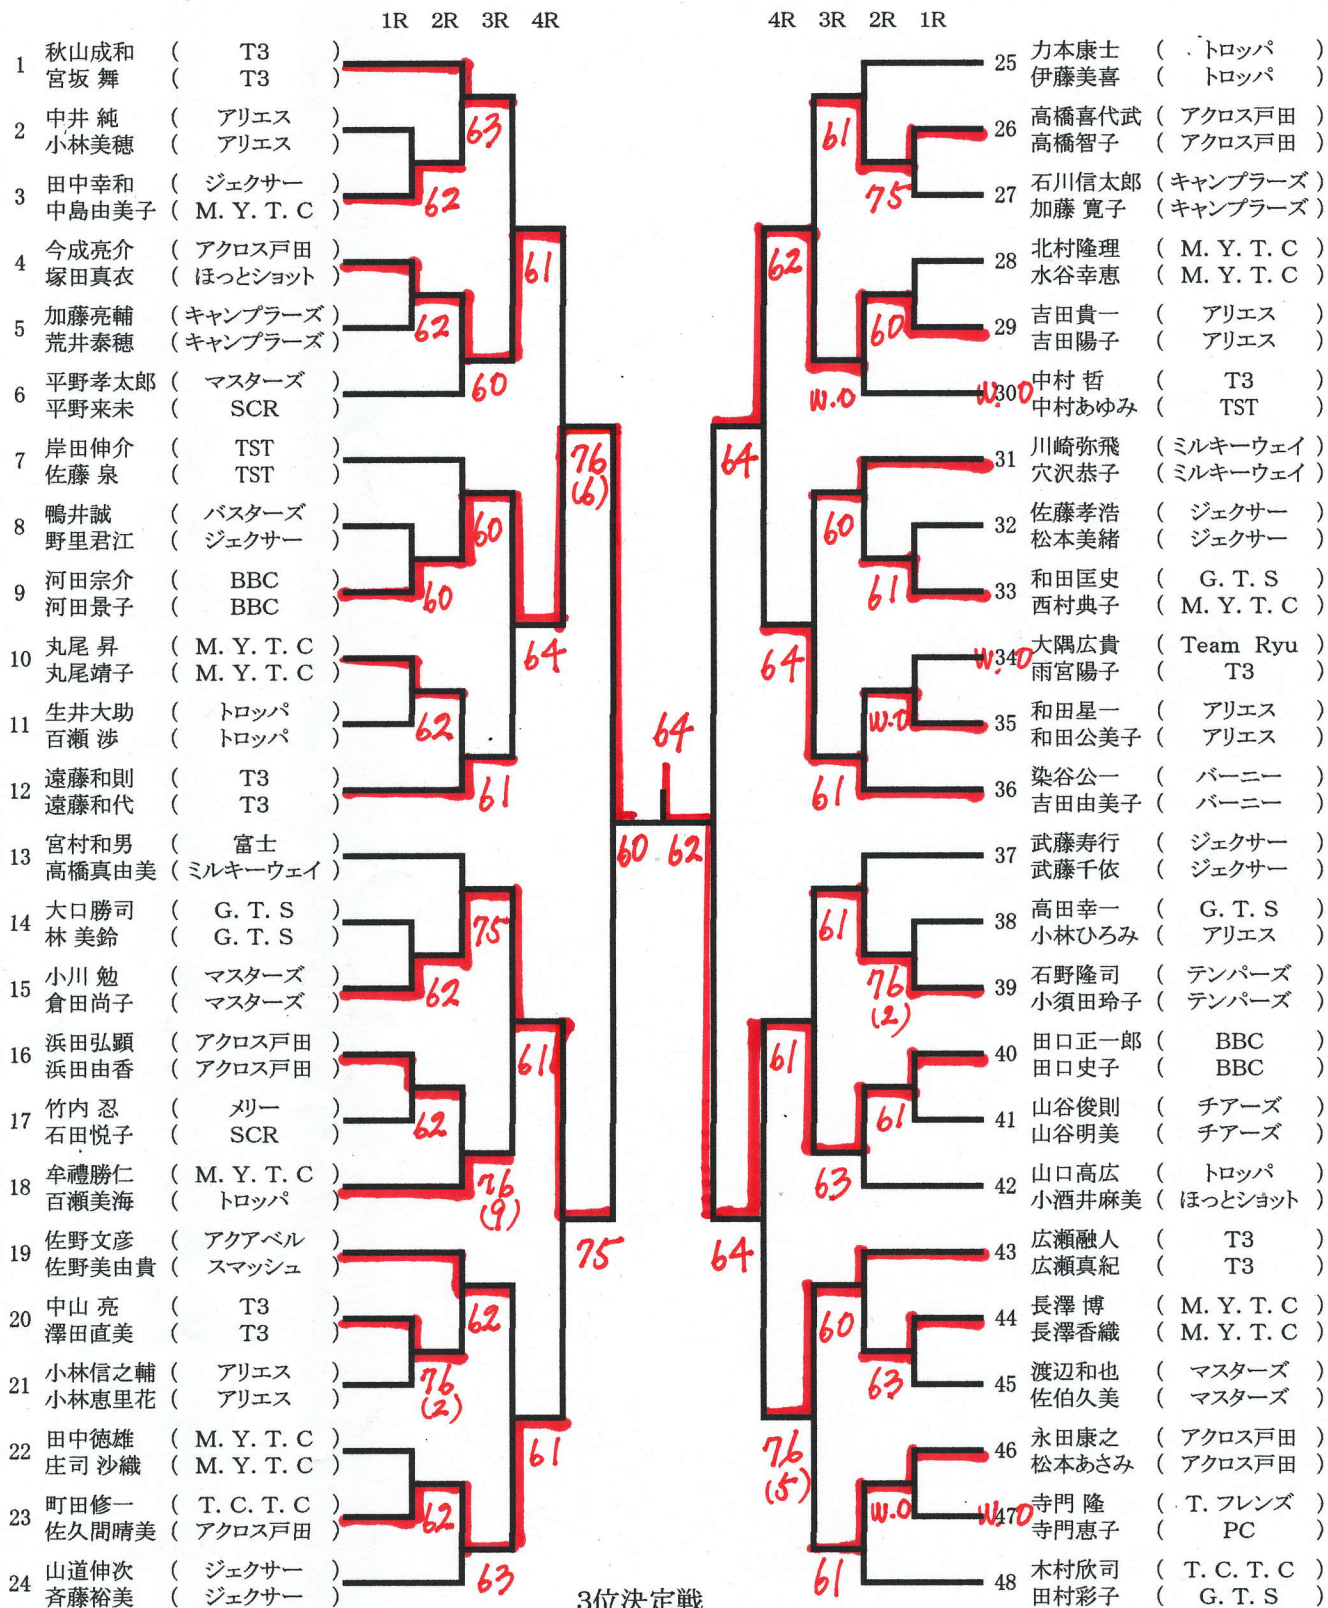 1R 2R 3R 4R
1 秋山成和 ( T3 )
宮坂 舞 ( T3 )
2 中井 純 ( アリエス )
小林美穂 ( アリエス )
3 田中幸和 ( ジェクサー )
中島由美子 ( M. Y. T. C )
4 今成亮介 ( アクロス戸田 )
塚田真衣 ( ほっとショット )
5 加藤亮輔 ( キャンプラーズ )
荒井泰穂 ( キャンプラーズ )
6 平野孝太郎 ( マスターズ )
平野来未 ( SCR )
7 岸田伸介 ( TST )
佐藤 泉 ( TST )
8 鴨井誠 ( バスターズ )
野里君江 ( ジェクサー )
9 河田宗介 ( BBC )
河田景子 ( BBC )
10 丸尾 昇 ( M. Y. T. C )
丸尾靖子 ( M. Y. T. C )
11 生井大助 ( トロッパ )
百瀬 渉 ( トロッパ )
12 遠藤和則 ( T3 )
遠藤和代 ( T3 )
13 宮村和男 ( 富士 )
高橋真由美 ( ミルキーウェイ )
14 大口勝司 ( G. T. S )
林 美鈴 ( G. T. S )
15 小川 勉 ( マスターズ )
倉田尚子 ( マスターズ )
16 浜田弘顕 ( アクロス戸田 )
浜田由香 ( アクロス戸田 )
17 竹内 忍 ( メリー )
石田悦子 ( SCR )
18 牟禮勝仁 ( M. Y. T. C )
百瀬美海 ( トロッパ )
19 佐野文彦 ( アクアベル )
佐野美由貴 ( スマッシュ )
20 中山 亮 ( T3 )
澤田直美 ( T3 )
21 小林信之輔 ( アリエス )
小林恵里花 ( アリエス )
22 田中徳雄 ( M. Y. T. C )
庄司 沙織 ( M. Y. T. C )
23 町田修一 ( T. C. T. C )
佐久間晴美 ( アクロス戸田 )
24 山道伸次 ( ジェクサー )
斉藤裕美 ( ジェクサー )
62
62
60
62
62
62
76
(2)
62
63
60
60
61
75
76
(9)
62
63
61
64
61
61
76
(6)
75
60 62
64
3位決定戦
4R 3R 2R 1R
25 力本康士 ( トロッパ )
伊藤美喜 ( トロッパ )
26 高橋喜代武 ( アクロス戸田 )
高橋智子 ( アクロス戸田 )
27 石川信太郎 ( キャンプラーズ )
加藤 寛子 ( キャンプラーズ )
28 北村隆理 ( M. Y. T. C )
水谷幸恵 ( M. Y. T. C )
29 吉田貴一 ( アリエス )
吉田陽子 ( アリエス )
W.O 30 中村 哲 ( T3 )
中村あゆみ ( TST )
31 川崎弥飛 ( ミルキーウェイ )
穴沢恭子 ( ミルキーウェイ )
32 佐藤孝浩 ( ジェクサー )
松本美緒 ( ジェクサー )
33 和田匡史 ( G. T. S )
西村典子 ( M. Y. T. C )
W.O 34 大隅広貴 ( Team Ryu )
雨宮陽子 ( T3 )
35 和田星一 ( アリエス )
和田公美子 ( アリエス )
36 染谷公一 ( バーニー )
吉田由美子 ( バーニー )
37 武藤寿行 ( ジェクサー )
武藤千依 ( ジェクサー )
38 高田幸一 ( G. T. S )
小林ひろみ ( アリエス )
39 石野隆司 ( テンパーズ )
小須田玲子 ( テンパーズ )
40 田口正一郎 ( BBC )
田口史子 ( BBC )
41 山谷俊則 ( チアーズ )
山谷明美 ( チアーズ )
42 山口高広 ( トロッパ )
小酒井麻美 ( ほっとショット )
43 広瀬融人 ( T3 )
広瀬真紀 ( T3 )
44 長澤 博 ( M. Y. T. C )
長澤香織 ( M. Y. T. C )
45 渡辺和也 ( マスターズ )
佐伯久美 ( マスターズ )
46 永田康之 ( アクロス戸田 )
松本あさみ ( アクロス戸田 )
W.O 47 寺門 隆 ( T. フレンズ )
寺門恵子 ( PC )
48 木村欣司 ( T. C. T. C )
田村彩子 ( G. T. S )
75
60
61
W.O
76
(2)
61
63
W.O
61
W.O
60
61
61
63
60
61
62
64
61
76
(5)
64
64